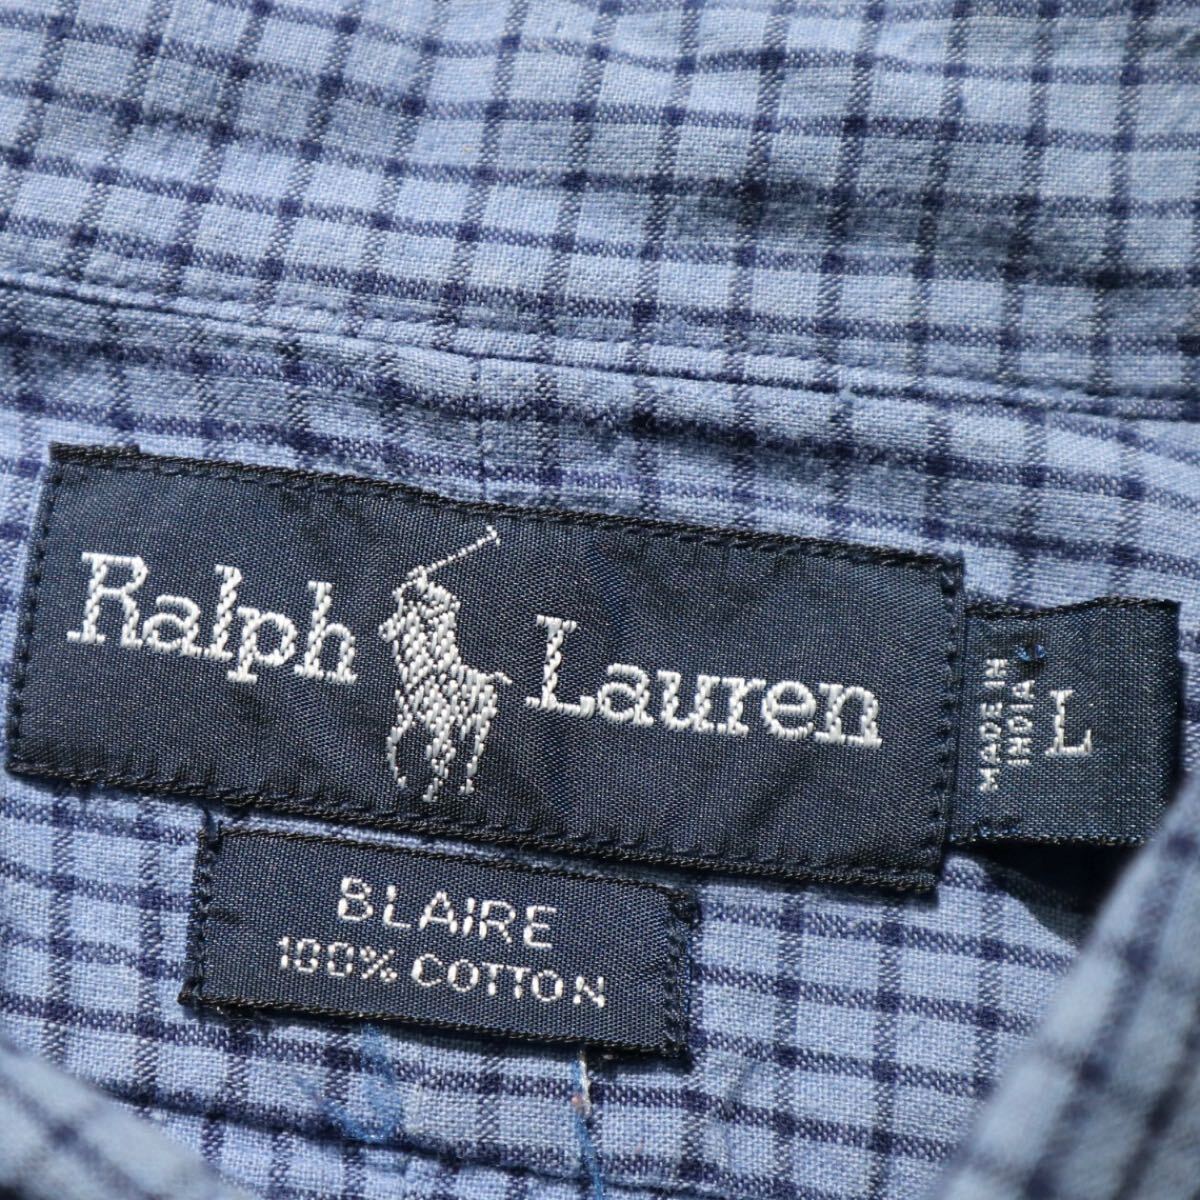 Ralph Lauren
MADE IN
INDIA
L
BLAIRE
100% COTTON